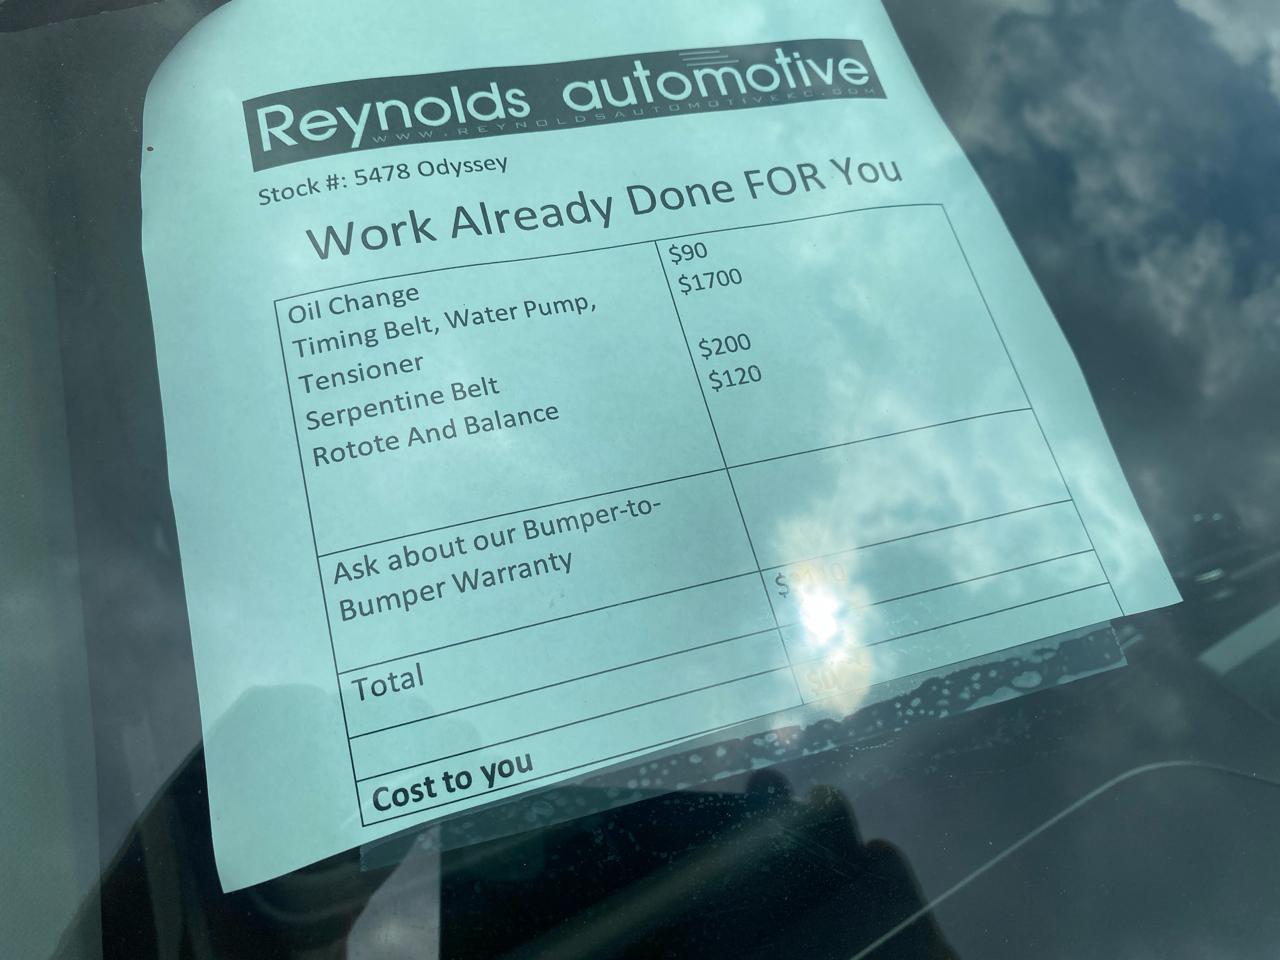 Reynolds automotive
WWW.REYNOLDSAUTOMOTIVEKC.COM
Stock #: 5478 Odyssey
Work Already Done FOR You
Oil Change $90
Timing Belt, Water Pump, $1700
Tensioner
Serpentine Belt $200
Rotote And Balance $120
Ask about our Bumper-to-
Bumper Warranty
Total
Cost to you